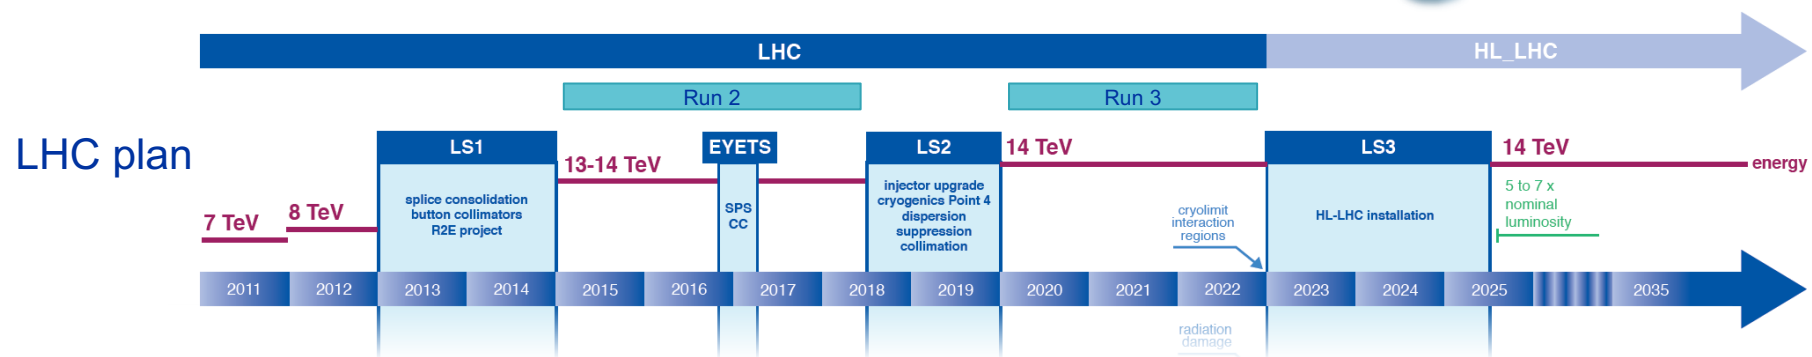 LHC
HL_LHC
Run 2
Run 3
LHC plan
LS1
EYETS
LS2
LS3
7 TeV
8 TeV
13-14 TeV
14 TeV
14 TeV
energy
splice consolidation
button collimators
R2E project
SPS
CC
injector upgrade
cryogenics Point 4
dispersion
suppression
collimation
cryolimit
interaction
regions
HL-LHC installation
5 to 7 x
nominal
luminosity
2011 2012 2013 2014 2015 2016 2017 2018 2019 2020 2021 2022 2023 2024 2025 2035
radiation
damage